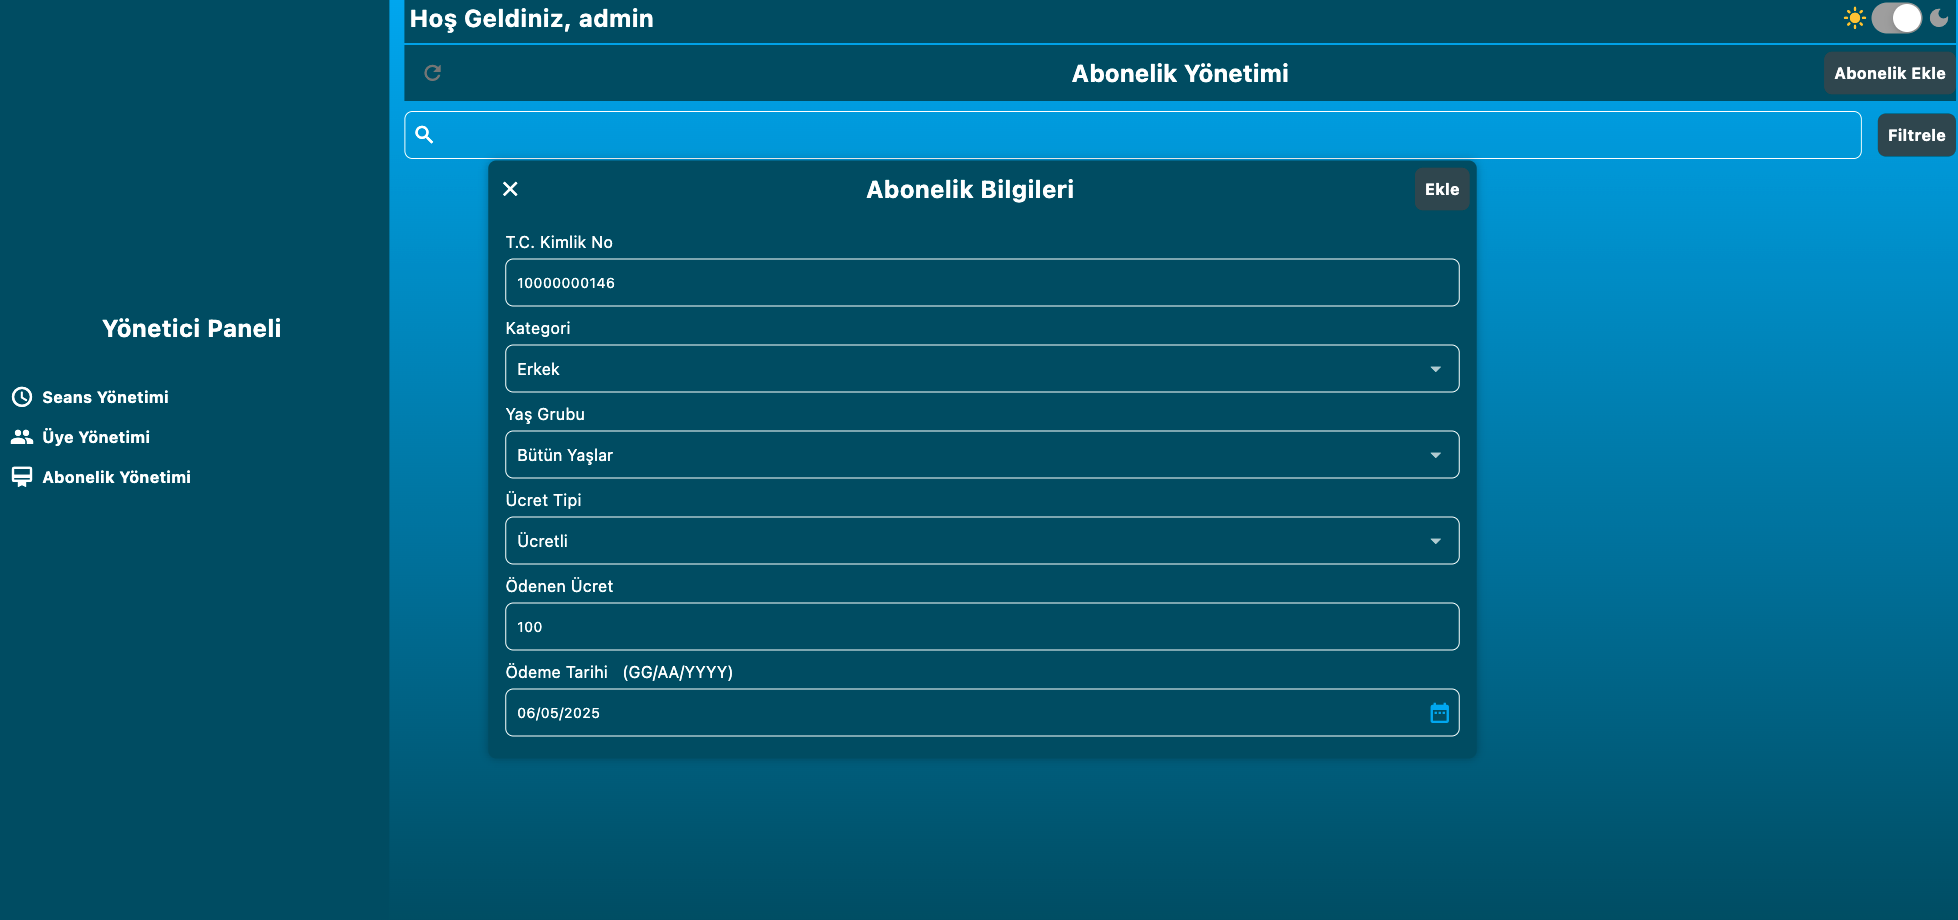 Hoş Geldiniz, admin
Abonelik Yönetimi
Abonelik Ekle
Filtrele
Yönetici Paneli
Seans Yönetimi
Üye Yönetimi
Abonelik Yönetimi
Abonelik Bilgileri
Ekle
T.C. Kimlik No
10000000146
Kategori
Erkek
Yaş Grubu
Bütün Yaşlar
Ücret Tipi
Ücretli
Ödenen Ücret
100
Ödeme Tarihi (GG/AA/YYYY)
06/05/2025